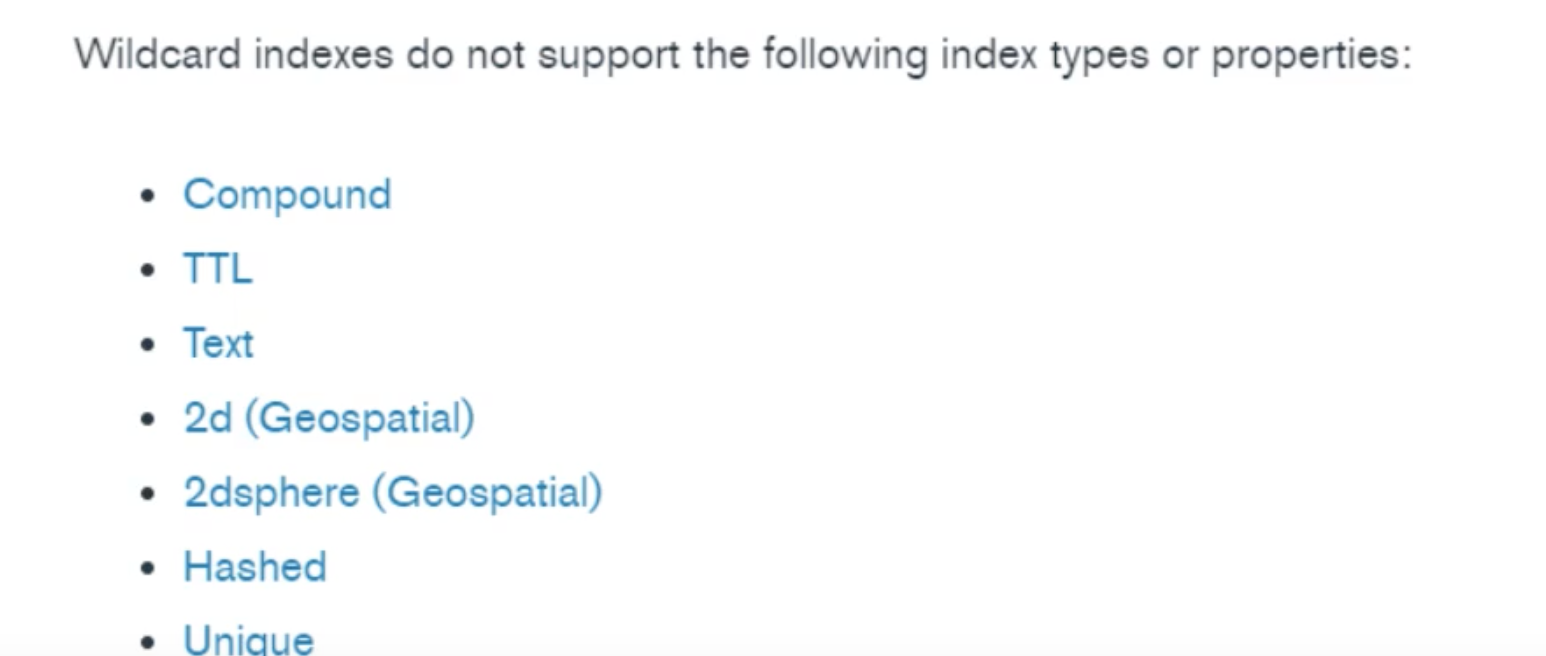 Wildcard indexes do not support the following index types or properties:
• Compound
• TTL
• Text
• 2d (Geospatial)
• 2dsphere (Geospatial)
• Hashed
• Unique